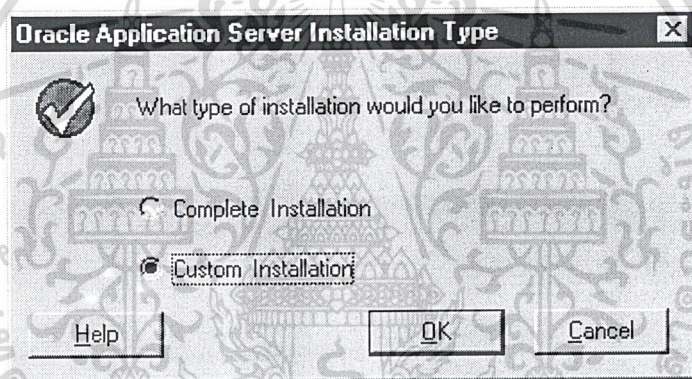 Oracle Application Server Installation Type
What type of installation would you like to perform?
Complete Installation
Custom Installation
Help
OK
Cancel